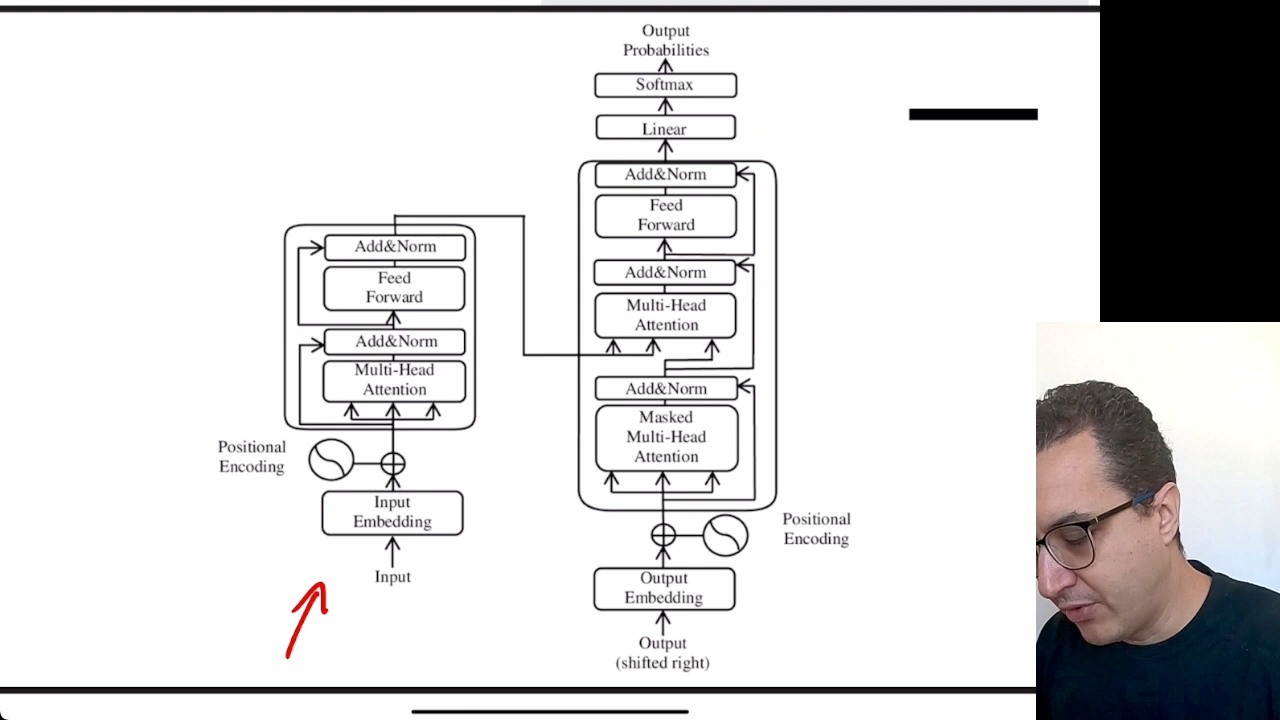 Output
Probabilities
Softmax
Linear
Add&Norm
Feed
Forward
Add&Norm
Multi-Head
Attention
Add&Norm
Masked
Multi-Head
Attention
Positional
Encoding
Output
Embedding
Output
(shifted right)
Add&Norm
Feed
Forward
Add&Norm
Multi-Head
Attention
Positional
Encoding
Input
Embedding
Input